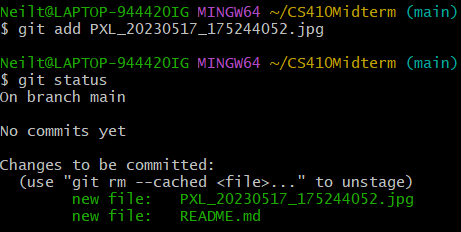 Neilt@LAPTOP-94442OIG MINGW64 ~/CS410Midterm (main)
$ git add PXL_20230517_175244052.jpg
Neilt@LAPTOP-94442OIG MINGW64 ~/CS410Midterm (main)
$ git status
On branch main
No commits yet
Changes to be committed:
(use "git rm --cached <file>..." to unstage)
new file:   PXL_20230517_175244052.jpg
new file:   README.md